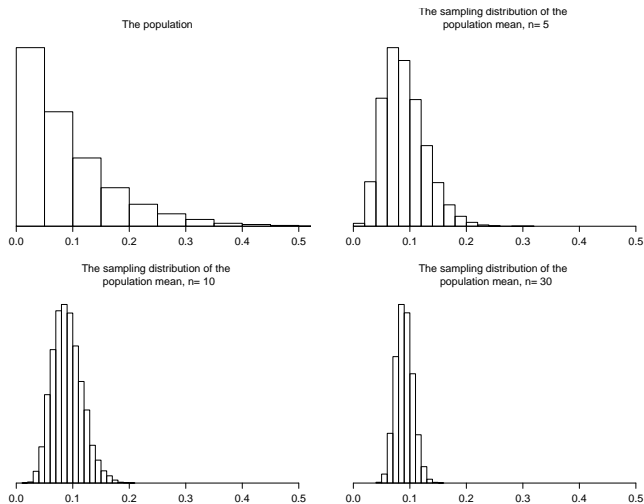 The population
0.0 0.1 0.2 0.3 0.4 0.5
The sampling distribution of the
population mean, n= 5
0.0 0.1 0.2 0.3 0.4 0.5
The sampling distribution of the
population mean, n= 10
0.0 0.1 0.2 0.3 0.4 0.5
The sampling distribution of the
population mean, n= 30
0.0 0.1 0.2 0.3 0.4 0.5